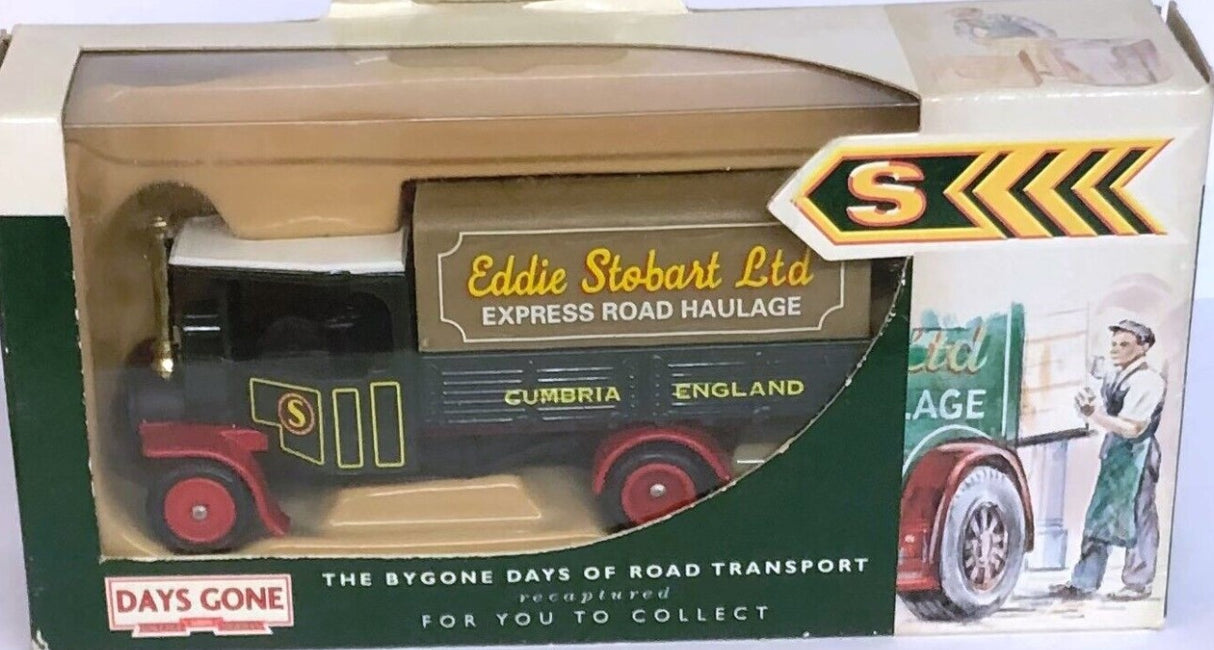 S
Eddie Stobart Ltd
EXPRESS ROAD HAULAGE
CUMBRIA ENGLAND
S
Ltd
LAGE
DAYS GONE
THE BYGONE DAYS OF ROAD TRANSPORT
recaptured
FOR YOU TO COLLECT